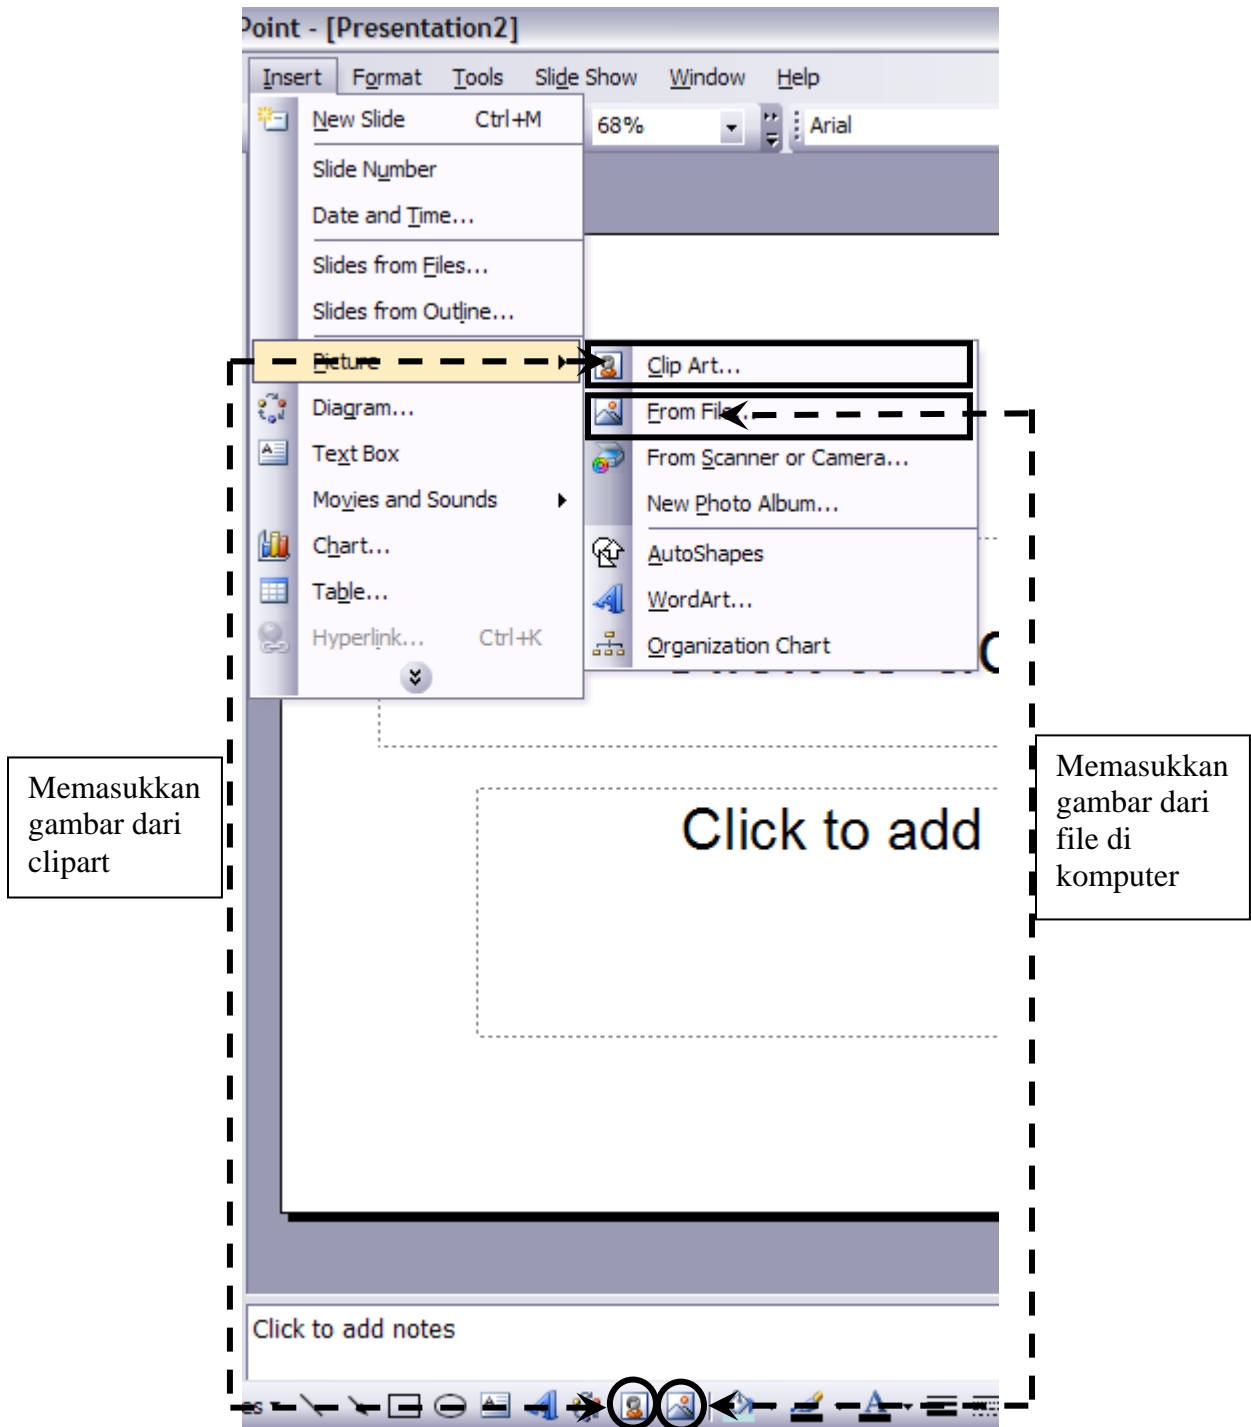 Point - [Presentation2]
Insert Format Tools Slide Show Window Help
New Slide Ctrl+M
68%
Arial
Slide Number
Date and Time...
Slides from Files...
Slides from Outline...
Picture
Clip Art...
Diagram...
From File...
Text Box
From Scanner or Camera...
Movies and Sounds
New Photo Album...
Chart...
AutoShapes
Table...
WordArt...
Hyperlink... Ctrl+K
Organization Chart
Memasukkan
gambar dari
clipart
Memasukkan
gambar dari
file di
komputer
Click to add
Click to add notes
es